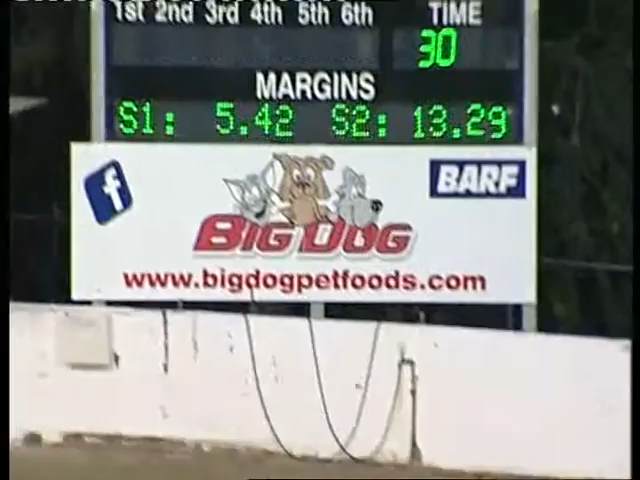 1st 2nd 3rd 4th 5th 6th TIME
30
MARGINS
S1: 5.42 S2: 13.29
f
BARF
BIG DOG
www.bigdogpetfoods.com